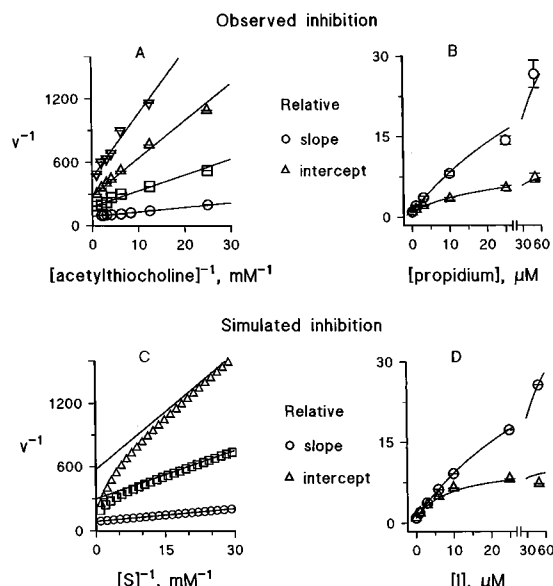 Observed inhibition
A
B
1200
600
0
v⁻¹
0 10 20 30
[acetylthiocholine]⁻¹, mM⁻¹
Relative
slope
intercept
30
15
0
0 10 20 30 60
[propidium], μM
Simulated inhibition
C
D
1200
600
0
v⁻¹
0 10 20 30
[S]⁻¹, mM⁻¹
Relative
slope
intercept
30
15
0
0 10 20 30 60
[I], μM